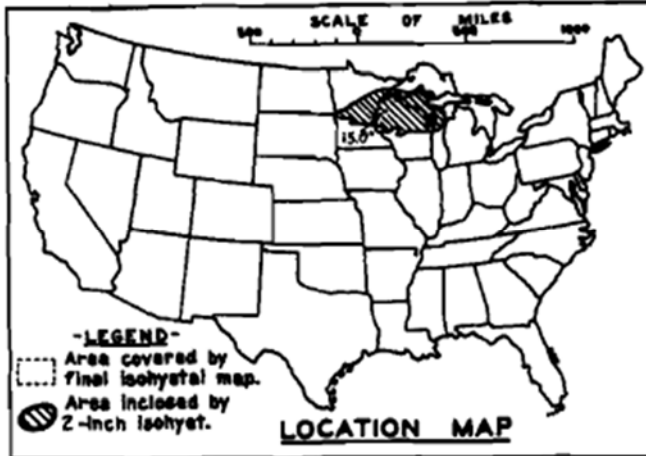 SCALE OF MILES
500 0 500 1000
15.0"
-LEGEND-
Area covered by
final isohyetal map.
Area inclosed by
2-inch isohyet.
LOCATION MAP